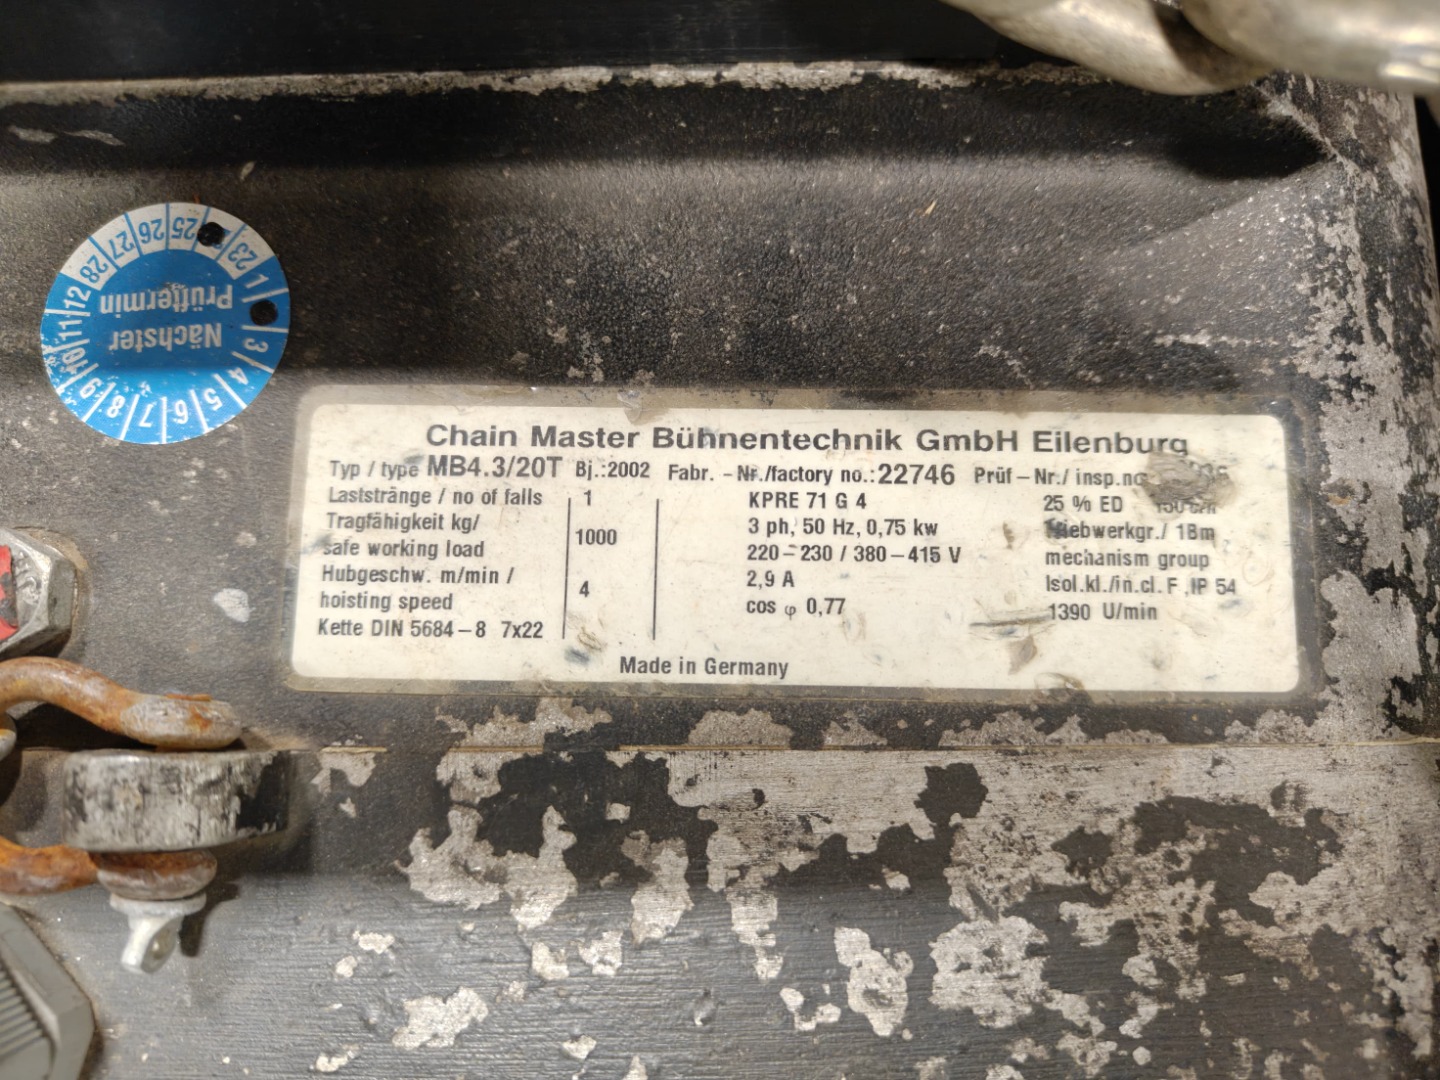 Nächster
Prüftermin
1 3 4 5 6 7 8 9 10 11 12
23 25 26 27 28
Chain Master Bühnentechnik GmbH Eilenburg
Typ / type MB4.3/20T Bj.:2002 Fabr. - Nr./factory no.:22746 Prüf - Nr./ insp.no
Laststränge / no of falls 1 KPRE 71 G 4 25 % ED 150 c/h
Tragfähigkeit kg/ 3 ph, 50 Hz, 0,75 kw Triebwerkgr./ 1Bm
safe working load 1000 220-230 / 380-415 V mechanism group
Hubgeschw. m/min / 2,9 A Isol.kl./in.cl. F ,IP 54
hoisting speed 4 cos φ 0,77 1390 U/min
Kette DIN 5684-8 7x22
Made in Germany